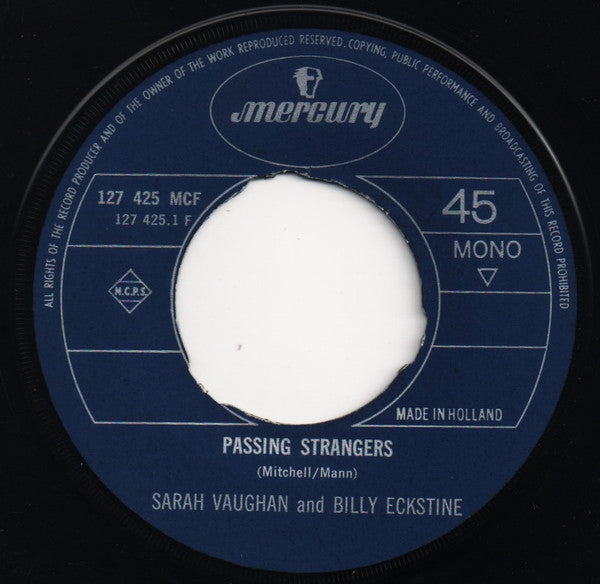 ALL RIGHTS OF THE RECORD PRODUCER AND OF THE OWNER OF THE WORK REPRODUCED RESERVED. COPYING, PUBLIC PERFORMANCE AND BROADCASTING OF THIS RECORD PROHIBITED
mercury
127 425 MCF
127 425.1 F
45
MONO
N.C.P.S.
MADE IN HOLLAND
PASSING STRANGERS
(Mitchell/Mann)
SARAH VAUGHAN and BILLY ECKSTINE